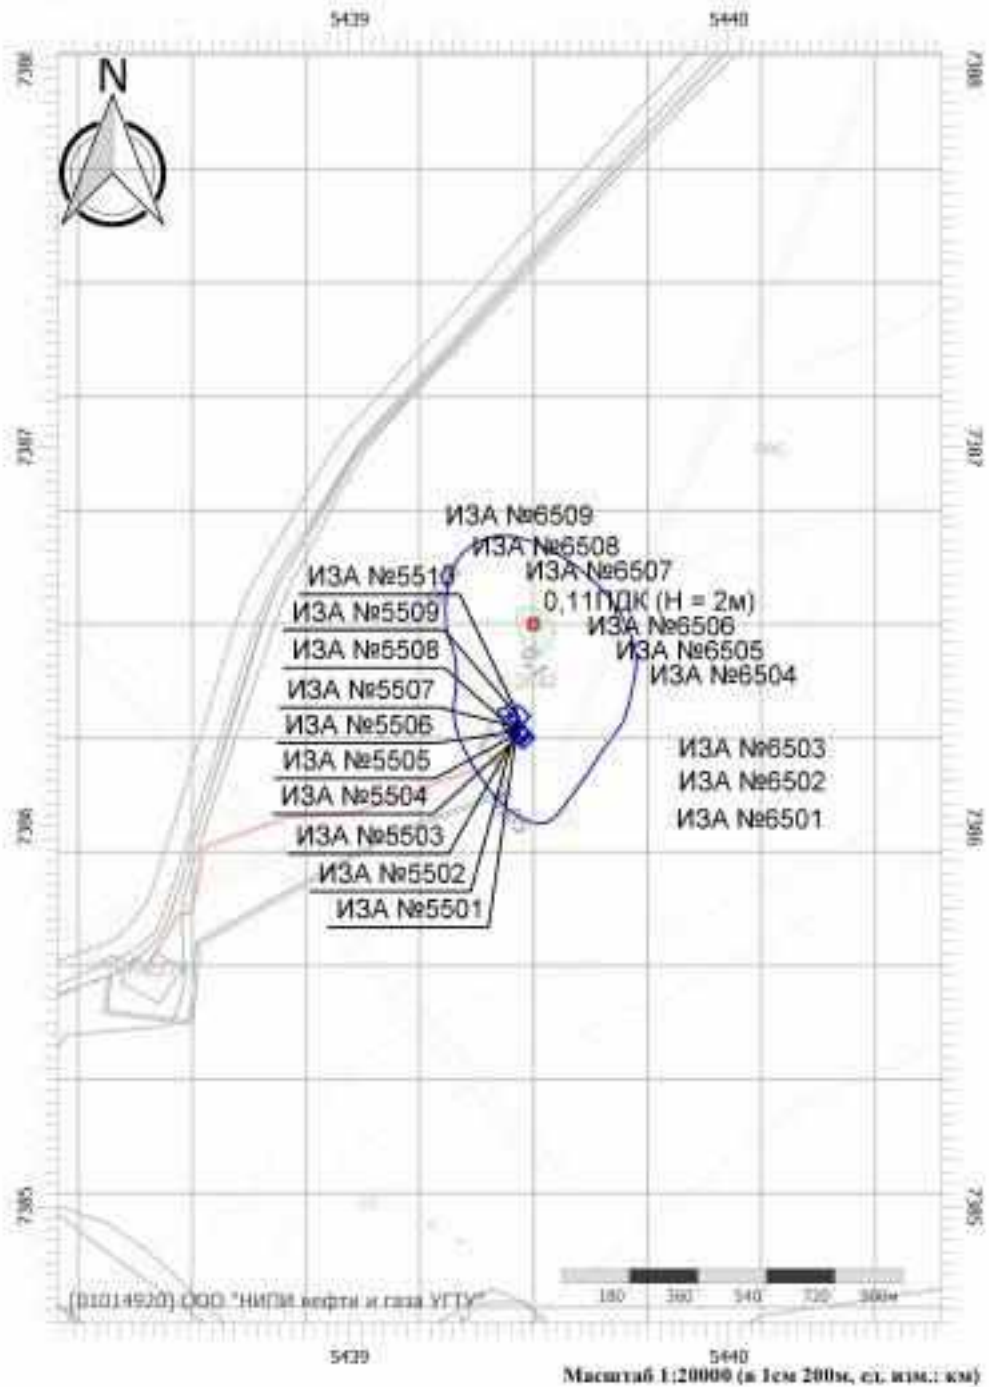 5439 5440
7388 7388
N
7387 7387
ИЗА №6509
ИЗА №6508
ИЗА №6507
ИЗА №5510
0,11ПДК (Н = 2м)
ИЗА №5509
ИЗА №6506
ИЗА №5508
ИЗА №6505
ИЗА №6504
ИЗА №5507
ИЗА №5506
ИЗА №6503
ИЗА №5505
ИЗА №6502
ИЗА №5504
ИЗА №6501
7386 7386
ИЗА №5503
ИЗА №5502
ИЗА №5501
7385 7385
[01014920] ООО "НИПИ нефти и газа УГТУ"
180 360 540 720 900м
5439 5440
Масштаб 1:20000 (в 1см 200м, ед. изм.: км)